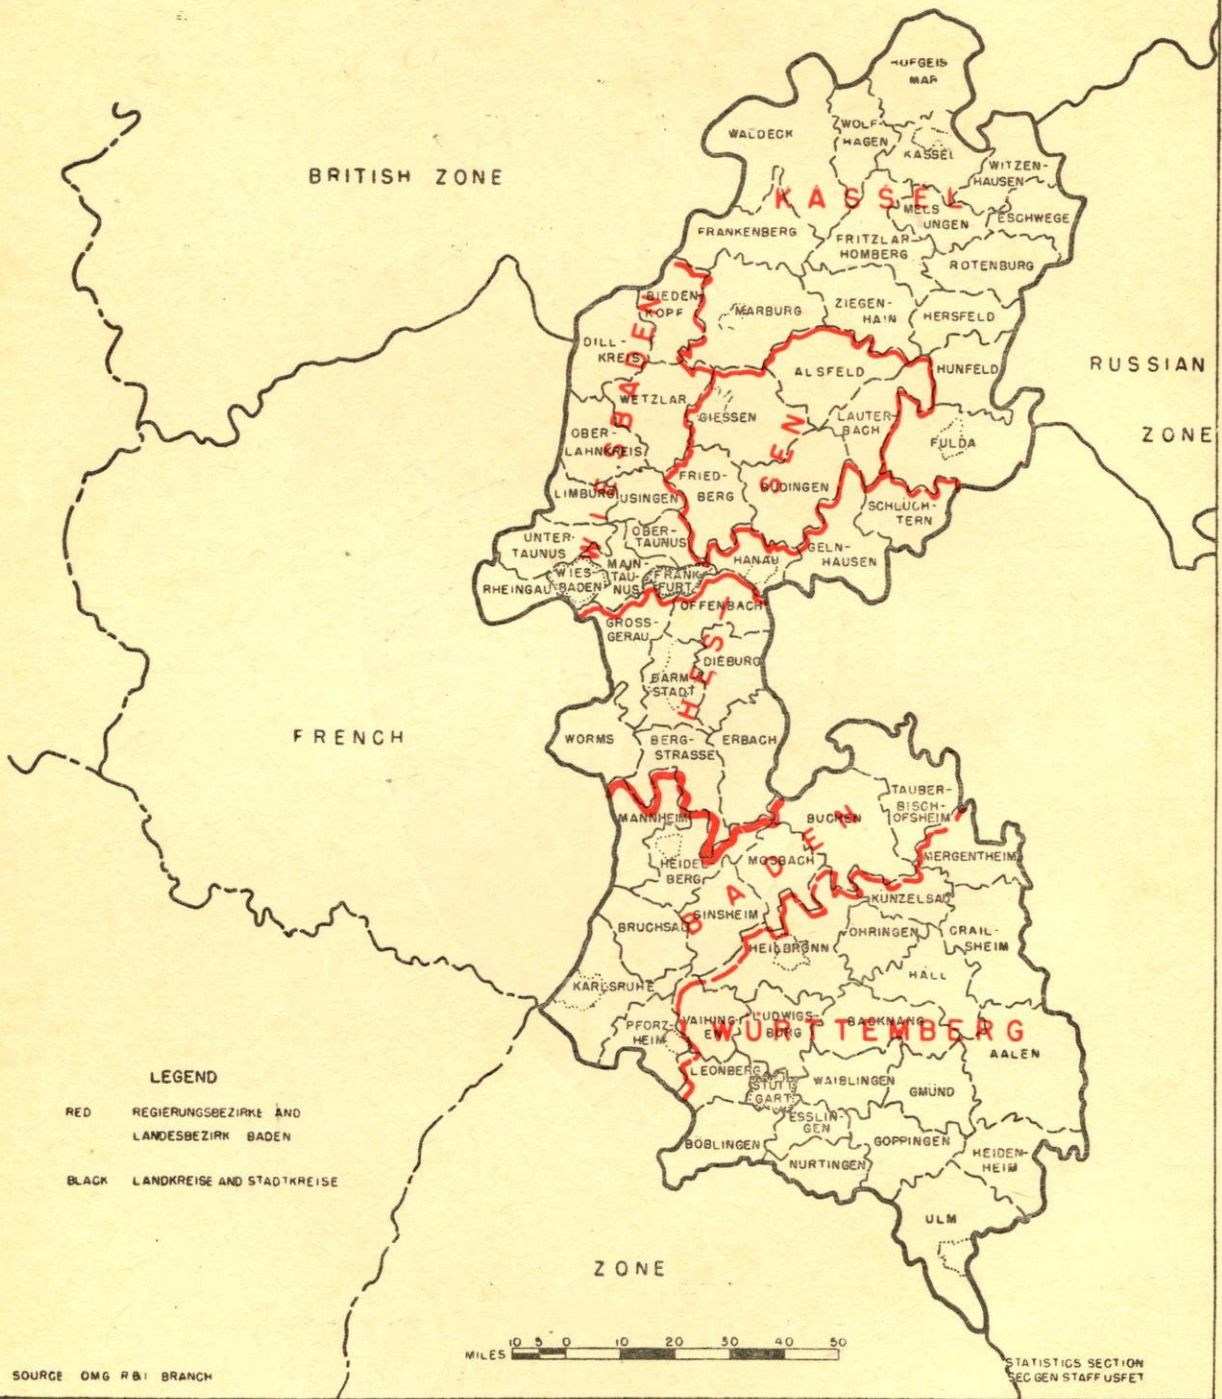 HOFGEIS
MAR
WALDECK
WOLF-
HAGEN
KASSEL
WITZEN-
HAUSEN
BRITISH ZONE
KASSEL
MELS
UNGEN
ESCHWEGE
FRANKENBERG
FRITZLAR
HOMBERG
ROTENBURG
BIEDEN
KOPF
MARBURG
ZIEGEN-
HAIN
HERSFELD
DILL-
KREIS
ALSFELD
HUNFELD
RUSSIAN
ZONE
WIESBADEN
WETZLAR
GIESSEN
LAUTER-
BACH
FULDA
OBER-
LAHNKREIS
HES-
SEN
FRIED-
BERG
BUDINGEN
LIMBURG
USINGEN
SCHLUCH-
TERN
UNTER-
TAUNUS
OBER-
TAUNUS
GELN-
HAUSEN
HANAU
RHEINGAU
WIES
BADEN
MAIN-
TAU-
NUS
FRANK
FURT
OFFENBACH
GROSS-
GERAU
DIEBURG
DARM-
STADT
FRENCH
WORMS
BERG-
STRASSE
ERBACH
MANNHEIM
BUCHEN
TAUBER-
BISCH-
OFSHEIM
HEIDEL
BERG
MOSBACH
MERGENTHEIM
BADEN
KUNZELSAU
BRUCHSAL
SINSHEIM
HEILBRONN
OHRINGEN
CRAIL-
SHEIM
HALL
KARLSRUHE
PFORZ-
HEIM
VAIHING-
EN
LUDWIGS-
BURG
BACKNANG
WÜRTTEMBERG
AALEN
LEONBERG
STUTT
GART
WAIBLINGEN
GMUND
ESSLIN-
GEN
BOBLINGEN
GOPPINGEN
NURTINGEN
HEIDEN-
HEIM
ULM
ZONE
LEGEND
RED REGIERUNGSBEZIRKE AND
LANDESBEZIRK BADEN
BLACK LANDKREISE AND STADTKREISE
MILES 10 5 0 10 20 30 40 50
SOURCE OMG R&I BRANCH
STATISTICS SECTION
SEC GEN STAFF USFET